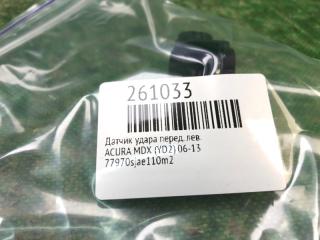 261033
Датчик удара перед. лев.
ACURA MDX (YD2) 06-13
77970sjae110m2